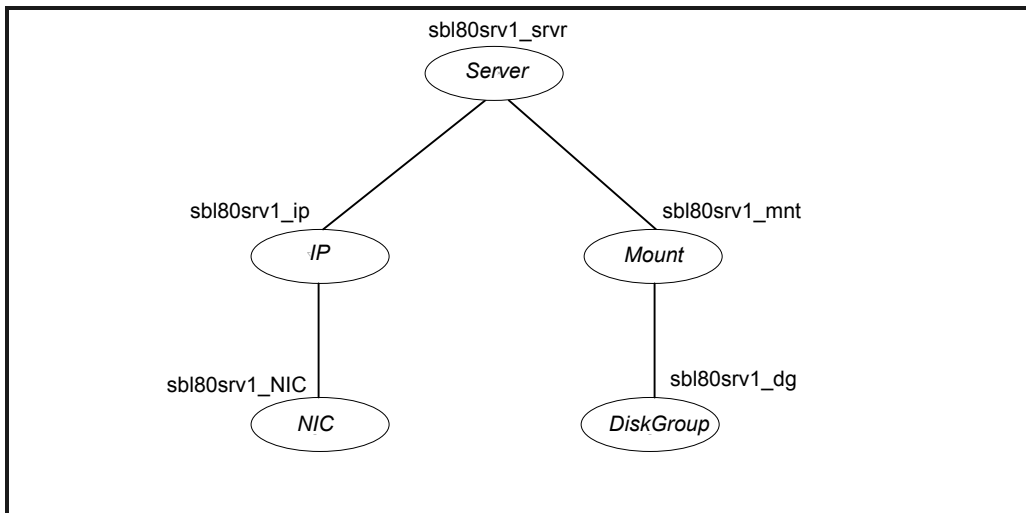 sbl80srv1_srvr
Server
sbl80srv1_ip
sbl80srv1_mnt
IP
Mount
sbl80srv1_NIC
sbl80srv1_dg
NIC
DiskGroup